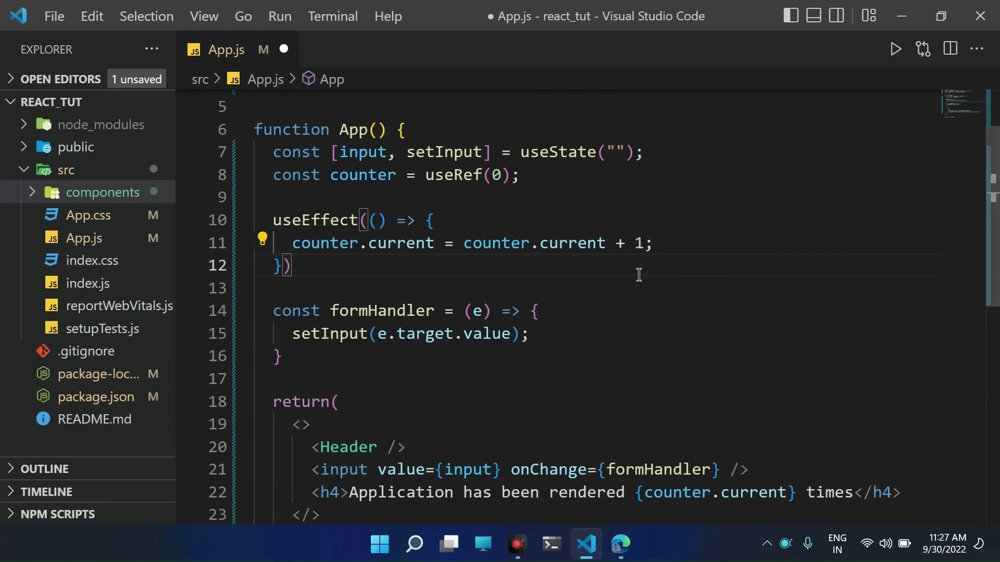 File Edit Selection View Go Run Terminal Help
● App.js - react_tut - Visual Studio Code
EXPLORER
JS App.js M
OPEN EDITORS 1 unsaved
src > JS App.js > App
REACT_TUT
node_modules
public
src
components
App.css M
JS App.js M
index.css
JS index.js
JS reportWebVitals.js
JS setupTests.js
.gitignore
package-loc... M
package.json M
README.md
OUTLINE
TIMELINE
NPM SCRIPTS
5
6 function App() {
7 const [input, setInput] = useState("");
8 const counter = useRef(0);
9
10 useEffect(() => {
11 counter.current = counter.current + 1;
12 })
13
14 const formHandler = (e) => {
15 setInput(e.target.value);
16 }
17
18 return(
19 <>
20 <Header />
21 <input value={input} onChange={formHandler} />
22 <h4>Application has been rendered {counter.current} times</h4>
23 </>
ENG
IN
11:27 AM
9/30/2022